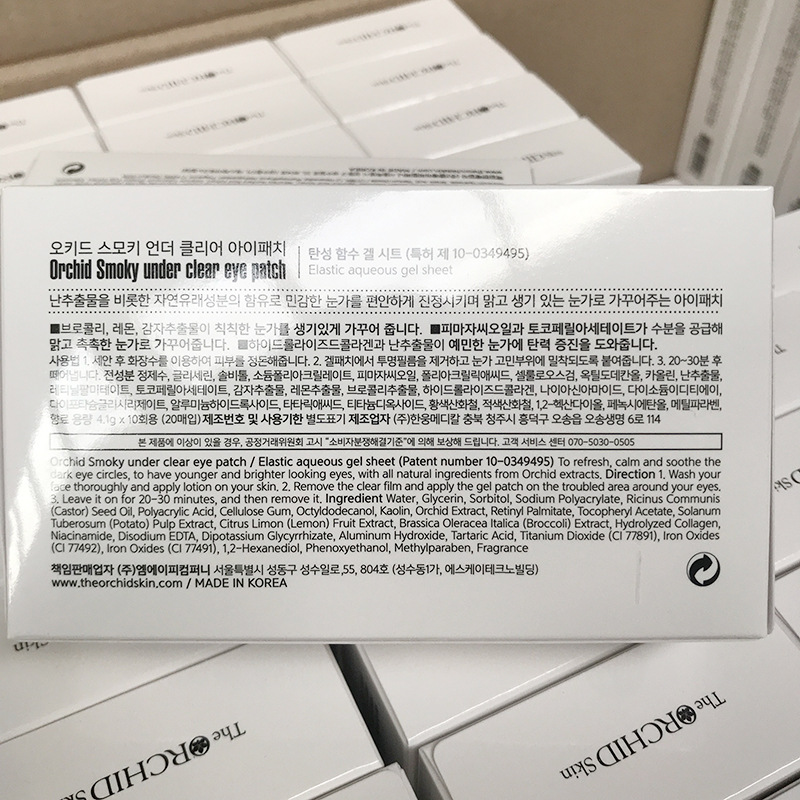 The ORCHID Skin
The ORCHID Skin
The ORCHID Skin
오키드 스모키 언더 클리어 아이패치
Orchid Smoky under clear eye patch
탄성 함수 겔 시트 (특허 제 10-0349495)
Elastic aqueous gel sheet
난추출물을 비롯한 자연유래성분의 함유로 민감한 눈가를 편안하게 진정시키며 맑고 생기 있는 눈가로 가꾸어주는 아이패치
■브로콜리, 레몬, 감자추출물이 칙칙한 눈가를 생기있게 가꾸어 줍니다. ■피마자씨오일과 토코페릴아세테이트가 수분을 공급해
맑고 촉촉한 눈가로 가꾸어줍니다. ■하이드롤라이즈드콜라겐과 난추출물이 예민한 눈가에 탄력 증진을 도와줍니다.
사용법 1. 세안 후 화장수를 이용하여 피부를 정돈해줍니다. 2. 겔패치에서 투명필름을 제거하고 눈가 고민부위에 밀착되도록 붙여줍니다. 3. 20~30분 후
떼어냅니다. 전성분 정제수, 글리세린, 솔비톨, 소듐폴리아크릴레이트, 피마자씨오일, 폴리아크릴릭애씨드, 셀룰로오스검, 옥틸도데칸올, 카올린, 난추출물,
레티닐팔미테이트, 토코페릴아세테이트, 감자추출물, 레몬추출물, 브로콜리추출물, 하이드롤라이즈드콜라겐, 나이아신아마이드, 다이소듐이디티에이,
다이포타슘글리시리제이트, 알루미늄하이드록사이드, 타타릭애씨드, 티타늄디옥사이드, 황색산화철, 적색산화철, 1,2-헥산다이올, 페녹시에탄올, 메틸파라벤,
향료 용량 4.1g x 10회용 (20매입) 제조번호 및 사용기한 별도표기 제조업자 (주)한웅메디칼 충북 청주시 흥덕구 오송읍 오송생명 6로 114
본 제품에 이상이 있을 경우, 공정거래위원회 고시 "소비자분쟁해결기준"에 의해 보상해 드립니다. 고객 서비스 센터 070-5030-0505
Orchid Smoky under clear eye patch / Elastic aqueous gel sheet (Patent number 10-0349495) To refresh, calm and soothe the
dark eye circles, to have younger and brighter looking eyes, with all natural ingredients from Orchid extracts. Direction 1. Wash your
face thoroughly and apply lotion on your skin. 2. Remove the clear film and apply the gel patch on the troubled area around your eyes.
3. Leave it on for 20-30 minutes, and then remove it. Ingredient Water, Glycerin, Sorbitol, Sodium Polyacrylate, Ricinus Communis
(Castor) Seed Oil, Polyacrylic Acid, Cellulose Gum, Octyldodecanol, Kaolin, Orchid Extract, Retinyl Palmitate, Tocopheryl Acetate, Solanum
Tuberosum (Potato) Pulp Extract, Citrus Limon (Lemon) Fruit Extract, Brassica Oleracea Italica (Broccoli) Extract, Hydrolyzed Collagen,
Niacinamide, Disodium EDTA, Dipotassium Glycyrrhizate, Aluminum Hydroxide, Tartaric Acid, Titanium Dioxide (CI 77891), Iron Oxides
(CI 77492), Iron Oxides (CI 77491), 1,2-Hexanediol, Phenoxyethanol, Methylparaben, Fragrance
책임판매업자 (주)엠에이피컴퍼니 서울특별시 성동구 성수일로,55, 804호 (성수동1가, 에스케이테크노빌딩)
www.theorchidskin.com / MADE IN KOREA
Skin
The ORCHID Skin
The ORCHID Skin